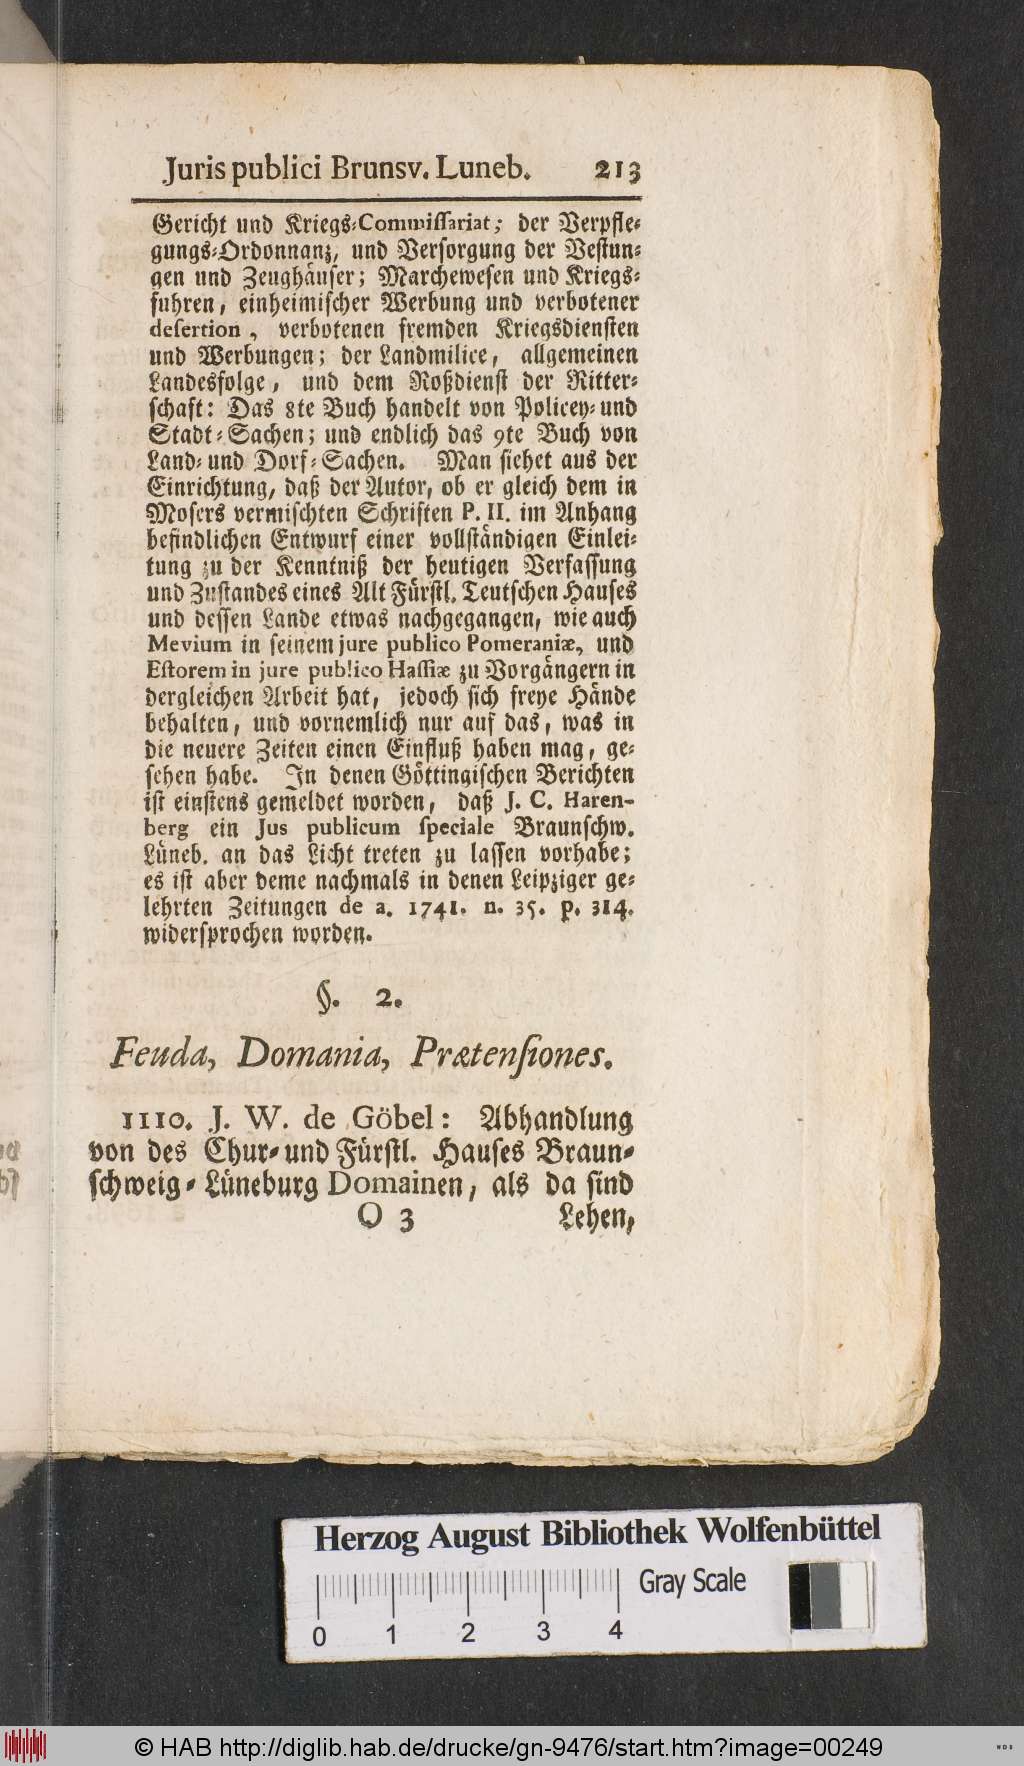 Juris publici Brunsv. Luneb. 213
Gericht und Kriegs-Commissariat; der Verpfle-
gungs-Ordonnanz, und Versorgung der Vestun-
gen und Zeughäuser; Marchewesen und Kriegs-
fuhren, einheimischer Werbung und verbotener
desertion, verbotenen fremden Kriegsdiensten
und Werbungen; der Landmilice, allgemeinen
Landesfolge, und dem Roßdienst der Ritter-
schaft: Das 8te Buch handelt von Policey- und
Stadt-Sachen; und endlich das 9te Buch von
Land- und Dorf-Sachen. Man siehet aus der
Einrichtung, daß der Autor, ob er gleich dem in
Mosers vermischten Schriften P. II. im Anhang
befindlichen Entwurf einer vollständigen Einlei-
tung zu der Kenntniß der heutigen Verfassung
und Zustandes eines Alt Fürstl. Teutschen Hauses
und dessen Lande etwas nachgegangen, wie auch
Mevium in seinem jure publico Pomeraniæ, und
Estorem in jure publico Hassiæ zu Vorgängern in
dergleichen Arbeit hat, jedoch sich freye Hände
behalten, und vornemlich nur auf das, was in
die neuere Zeiten einen Einfluß haben mag, ge-
sehen habe. In denen Göttingischen Berichten
ist einstens gemeldet worden, daß J. C. Haren-
berg ein Jus publicum speciale Braunschw.
Lüneb. an das Licht treten zu lassen vorhabe;
es ist aber deme nachmals in denen Leipziger ge-
lehrten Zeitungen de a. 1741. n. 35. p. 314.
widersprochen worden.
§. 2.
Feuda, Domania, Prætensiones.
1110. J. W. de Göbel: Abhandlung
von des Chur- und Fürstl. Hauses Braun-
schweig-Lüneburg Domainen, als da sind
O 3 Lehen,
Herzog August Bibliothek Wolfenbüttel
Gray Scale
0 1 2 3 4
© HAB http://diglib.hab.de/drucke/gn-9476/start.htm?image=00249